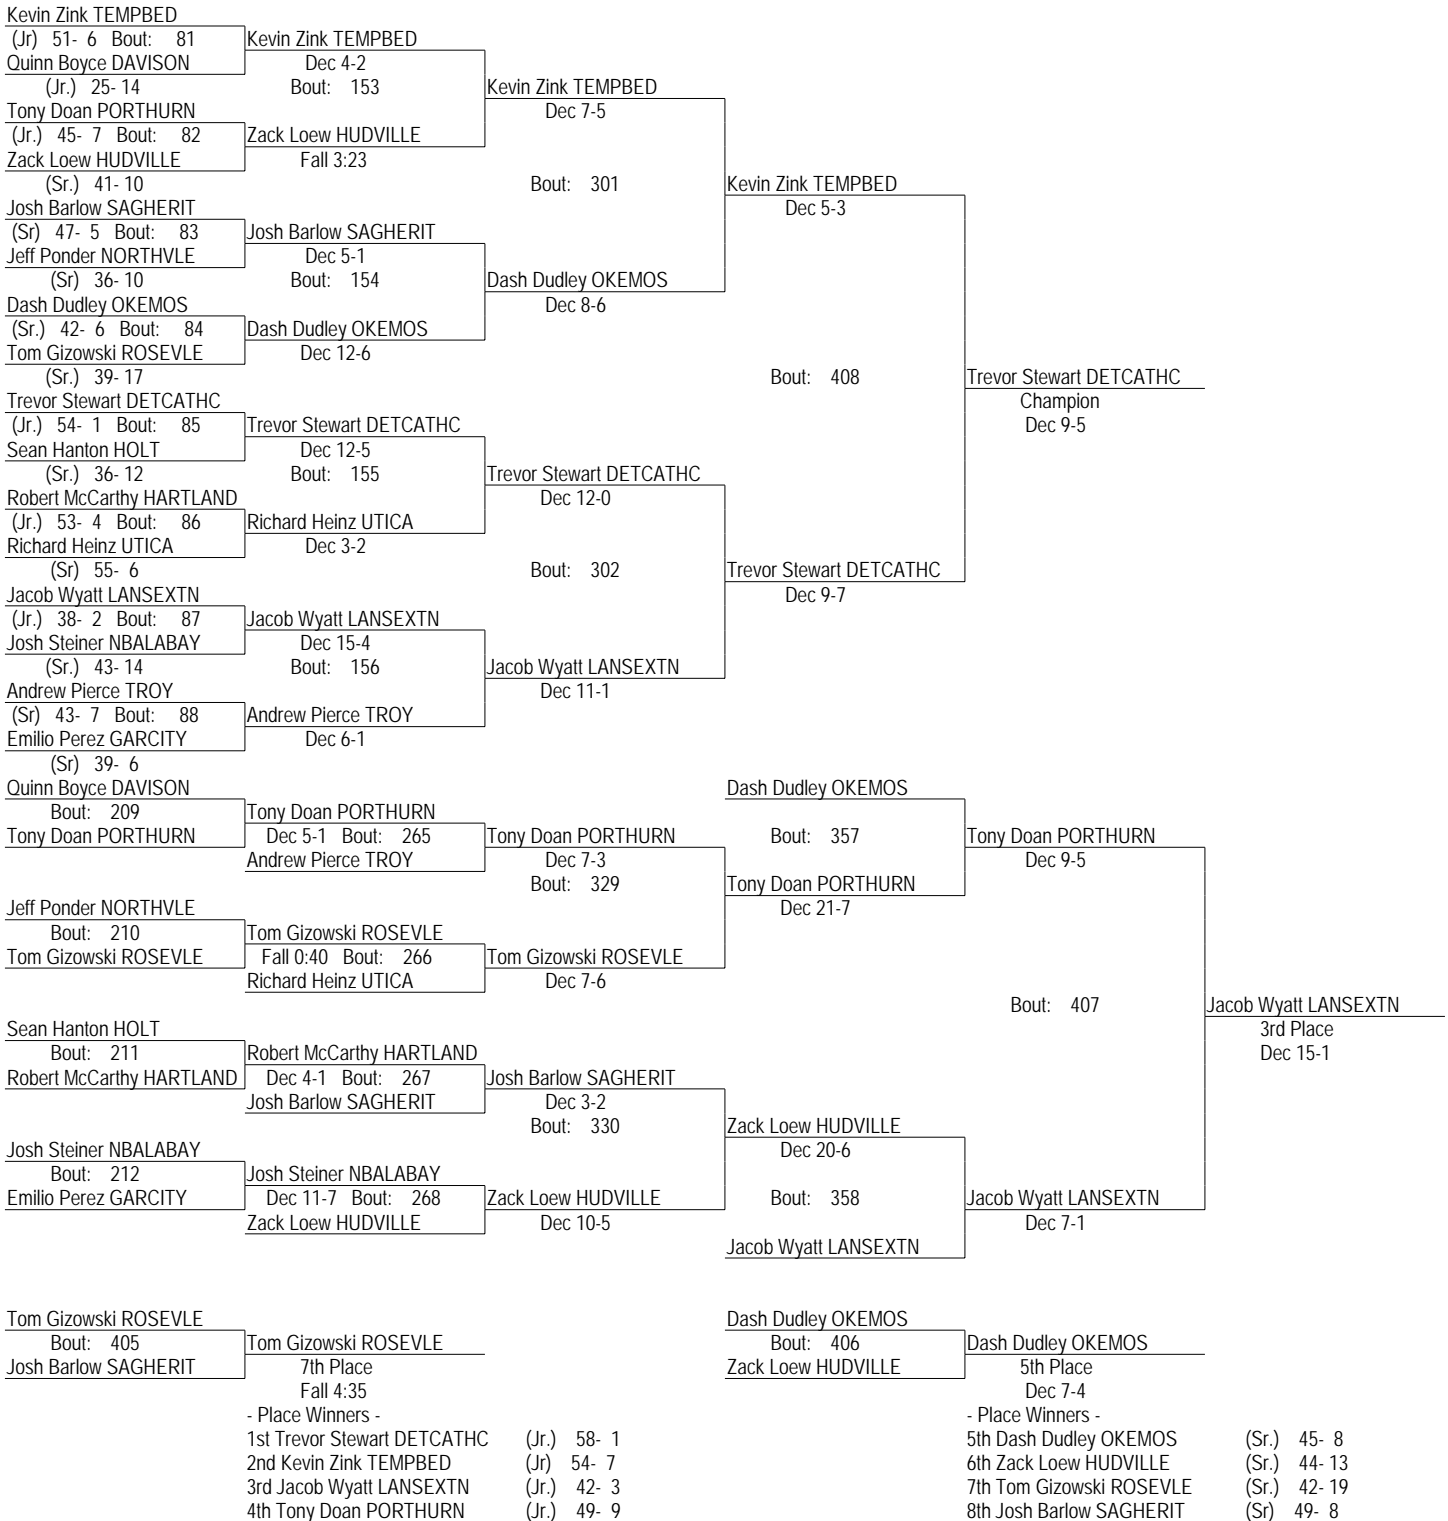 Kevin Zink TEMPBED
(Jr) 51- 6 Bout: 81 Kevin Zink TEMPBED
Quinn Boyce DAVISON Dec 4-2
(Jr.) 25- 14 Bout: 153 Kevin Zink TEMPBED
Tony Doan PORTHURN Dec 7-5
(Jr.) 45- 7 Bout: 82 Zack Loew HUDVILLE
Zack Loew HUDVILLE Fall 3:23
(Sr.) 41- 10 Bout: 301 Kevin Zink TEMPBED
Josh Barlow SAGHERIT Dec 5-3
(Sr) 47- 5 Bout: 83 Josh Barlow SAGHERIT
Jeff Ponder NORTHVLE Dec 5-1
(Sr) 36- 10 Bout: 154 Dash Dudley OKEMOS
Dash Dudley OKEMOS Dec 8-6
(Sr.) 42- 6 Bout: 84 Dash Dudley OKEMOS
Tom Gizowski ROSEVLE Dec 12-6
(Sr.) 39- 17 Bout: 408 Trevor Stewart DETCATHC
Trevor Stewart DETCATHC Champion
(Jr.) 54- 1 Bout: 85 Trevor Stewart DETCATHC Dec 9-5
Sean Hanton HOLT Dec 12-5
(Sr.) 36- 12 Bout: 155 Trevor Stewart DETCATHC
Robert McCarthy HARTLAND Dec 12-0
(Jr.) 53- 4 Bout: 86 Richard Heinz UTICA
Richard Heinz UTICA Dec 3-2
(Sr) 55- 6 Bout: 302 Trevor Stewart DETCATHC
Jacob Wyatt LANSEXTN Dec 9-7
(Jr.) 38- 2 Bout: 87 Jacob Wyatt LANSEXTN
Josh Steiner NBALABAY Dec 15-4
(Sr.) 43- 14 Bout: 156 Jacob Wyatt LANSEXTN
Andrew Pierce TROY Dec 11-1
(Sr) 43- 7 Bout: 88 Andrew Pierce TROY
Emilio Perez GARCITY Dec 6-1
(Sr) 39- 6
Quinn Boyce DAVISON Dash Dudley OKEMOS
Bout: 209 Tony Doan PORTHURN
Tony Doan PORTHURN Dec 5-1 Bout: 265 Tony Doan PORTHURN Bout: 357 Tony Doan PORTHURN
Andrew Pierce TROY Dec 7-3 Dec 9-5
Bout: 329 Tony Doan PORTHURN
Jeff Ponder NORTHVLE Dec 21-7
Bout: 210 Tom Gizowski ROSEVLE
Tom Gizowski ROSEVLE Fall 0:40 Bout: 266 Tom Gizowski ROSEVLE
Richard Heinz UTICA Dec 7-6
Bout: 407 Jacob Wyatt LANSEXTN
Sean Hanton HOLT 3rd Place
Bout: 211 Robert McCarthy HARTLAND Dec 15-1
Robert McCarthy HARTLAND Dec 4-1 Bout: 267 Josh Barlow SAGHERIT
Josh Barlow SAGHERIT Dec 3-2
Bout: 330 Zack Loew HUDVILLE
Josh Steiner NBALABAY Dec 20-6
Bout: 212 Josh Steiner NBALABAY
Emilio Perez GARCITY Dec 11-7 Bout: 268 Zack Loew HUDVILLE Bout: 358 Jacob Wyatt LANSEXTN
Zack Loew HUDVILLE Dec 10-5 Dec 7-1
Jacob Wyatt LANSEXTN
Tom Gizowski ROSEVLE Dash Dudley OKEMOS
Bout: 405 Tom Gizowski ROSEVLE Bout: 406 Dash Dudley OKEMOS
Josh Barlow SAGHERIT 7th Place Zack Loew HUDVILLE 5th Place
Fall 4:35 Dec 7-4
- Place Winners - - Place Winners -
1st Trevor Stewart DETCATHC (Jr.) 58- 1 5th Dash Dudley OKEMOS (Sr.) 45- 8
2nd Kevin Zink TEMPBED (Jr) 54- 7 6th Zack Loew HUDVILLE (Sr.) 44- 13
3rd Jacob Wyatt LANSEXTN (Jr.) 42- 3 7th Tom Gizowski ROSEVLE (Sr.) 42- 19
4th Tony Doan PORTHURN (Jr.) 49- 9 8th Josh Barlow SAGHERIT (Sr) 49- 8